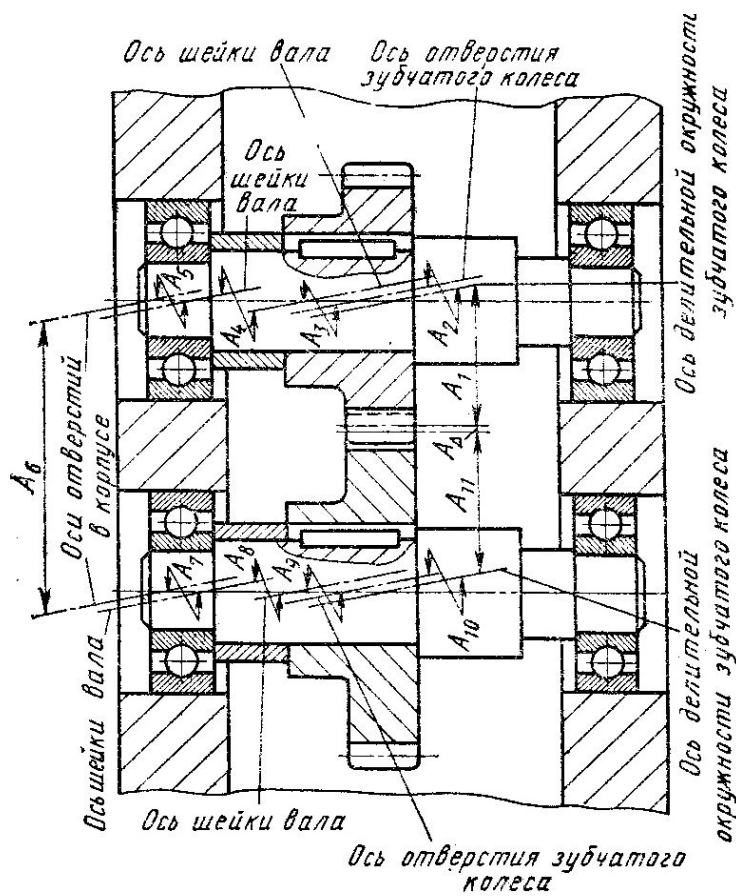 Ось шейки вала
Ось отверстия
зубчатого колеса
Ось
шейки
вала
Ось делительной окружности
зубчатого колеса
A₅
A₄
A₃
A₂
A₁
A₆
Оси отверстий
в корпусе
A_Δ
A₁₁
A₇
A₈
A₉
A₁₀
Ось шейки вала
Ось шейки вала
Ось делительной
окружности зубчатого колеса
Ось отверстия зубчатого
колеса